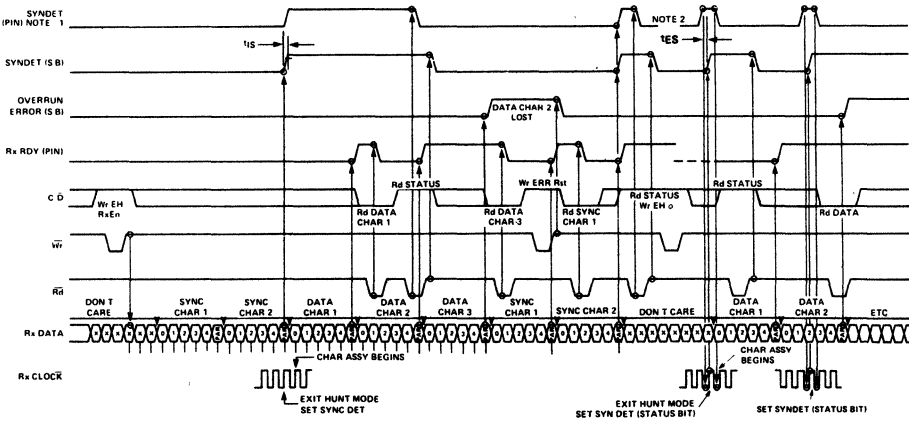 SYNDET
(PIN) NOTE 1
NOTE 2
tIS
tES
SYNDET (S B)
OVERRUN
ERROR (S B)
DATA CHAR 2
LOST
Rx RDY (PIN)
C D̅
Wr EH
RxEn
Rd DATA
CHAR 1
Rd STATUS
Rd DATA
CHAR·3
Wr ERR Rst
Rd SYNC
CHAR 1
Rd STATUS
Wr EH o
Rd STATUS
Rd DATA
W̅r̅
R̅d̅
DON T
CARE
SYNC
CHAR 1
SYNC
CHAR 2
DATA
CHAR 1
DATA
CHAR 2
DATA
CHAR 3
SYNC
CHAR 1
SYNC CHAR 2
DON T CARE
DATA
CHAR 1
DATA
CHAR 2
ETC
Rx DATA
CHAR ASSY BEGINS
CHAR ASSY
BEGINS
Rx CLOCK̅
EXIT HUNT MODE
SET SYNC DET
EXIT HUNT MODE
SET SYN DET (STATUS BIT)
SET SYNDET (STATUS BIT)